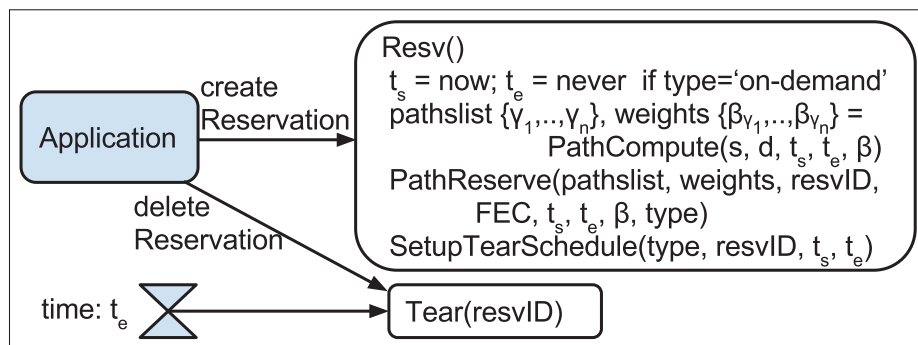 Application
create
Reservation
delete
Reservation
time: tₑ
Resv()
tₛ = now; tₑ = never if type=‘on-demand’
pathslist {γ₁,..,γₙ}, weights {βγ₁,..,βγₙ} =
PathCompute(s, d, tₛ, tₑ, β)
PathReserve(pathslist, weights, resvID,
FEC, tₛ, tₑ, β, type)
SetupTearSchedule(type, resvID, tₛ, tₑ)
Tear(resvID)